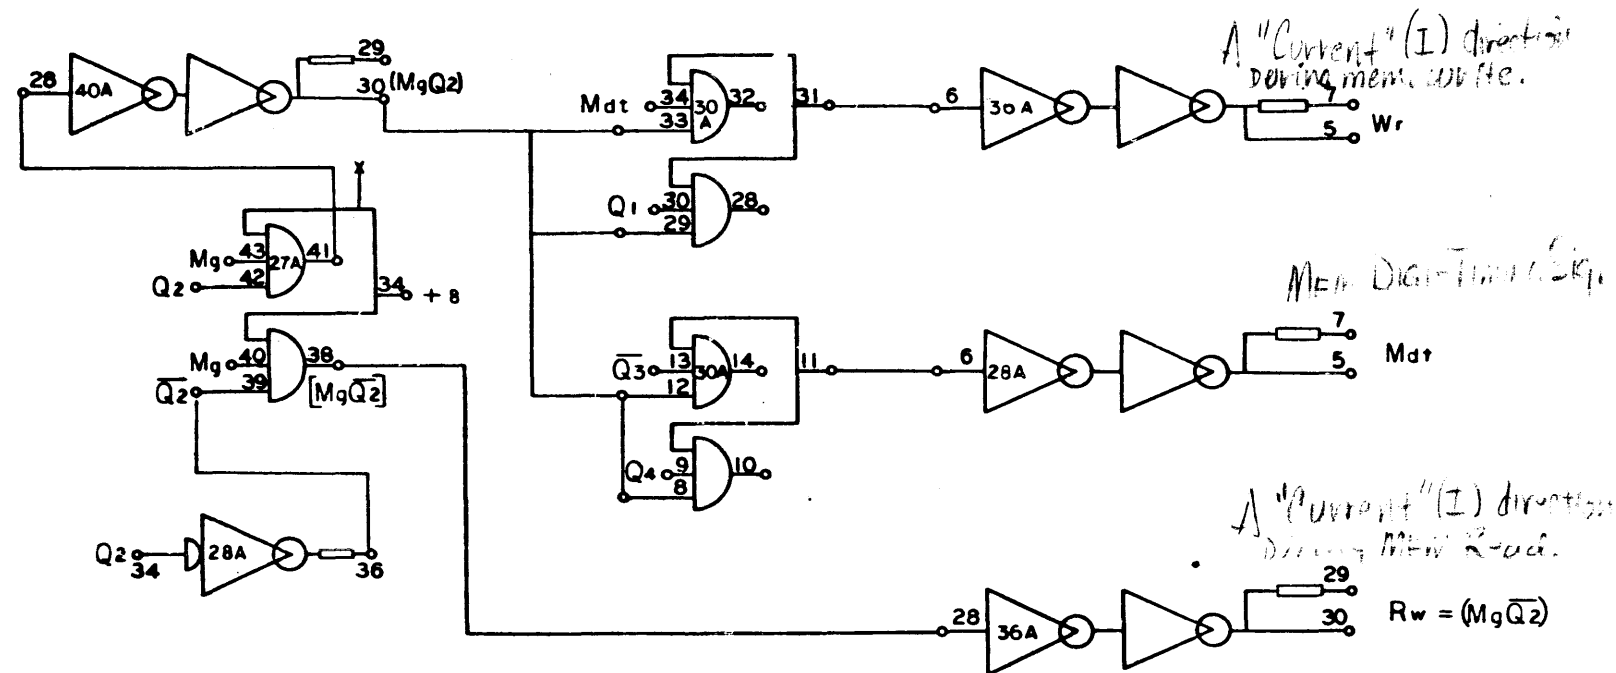 A "Current" (I) direction
During mem. write.
28
40A
29
30 (MgQ2)
Mdt
34
33
30
A
32
31
6
30A
7
5
Wr
Q1
30
29
28
x
Mg
43
Q2
42
27A
41
34
+ B
Mg
40
Q2̅
39
38
[MgQ2̅]
Q3̅
13
12
30A
14
11
6
28A
7
5
Mdt
MEM
Q4
9
8
10
Q2
34
28A
36
A "Current" (I) direction
During MEM Read.
28
36A
29
30
Rw = (MgQ2̅)